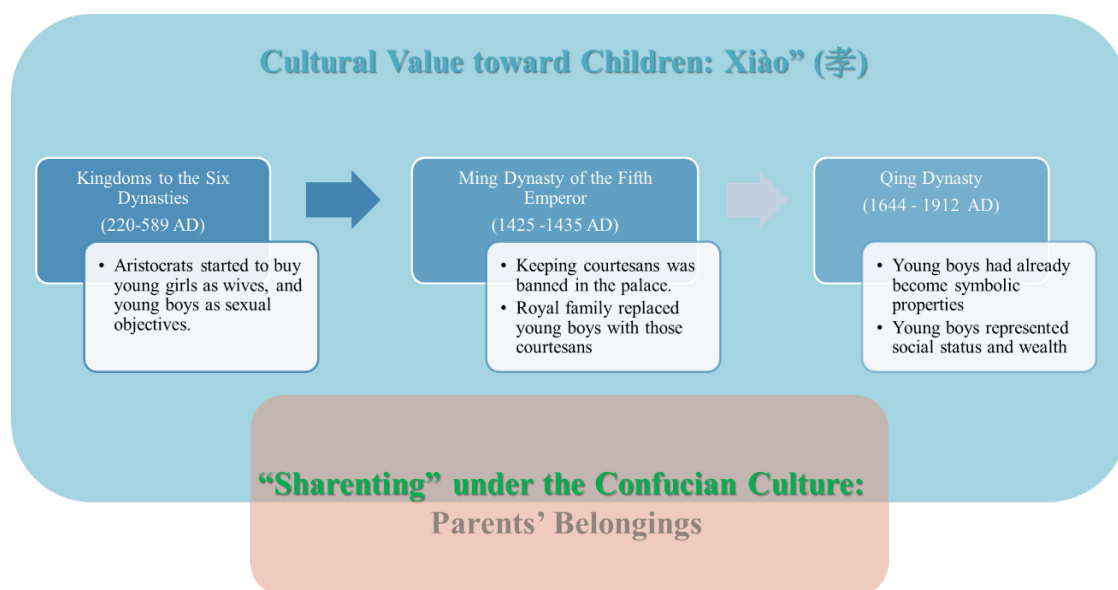 Cultural Value toward Children: Xiào” (孝)
Kingdoms to the Six
Dynasties
(220-589 AD)
• Aristocrats started to buy
young girls as wives, and
young boys as sexual
objectives.
Ming Dynasty of the Fifth
Emperor
(1425 -1435 AD)
• Keeping courtesans was
banned in the palace.
• Royal family replaced
young boys with those
courtesans
Qing Dynasty
(1644 - 1912 AD)
• Young boys had already
become symbolic
properties
• Young boys represented
social status and wealth
“Sharenting” under the Confucian Culture:
Parents’ Belongings